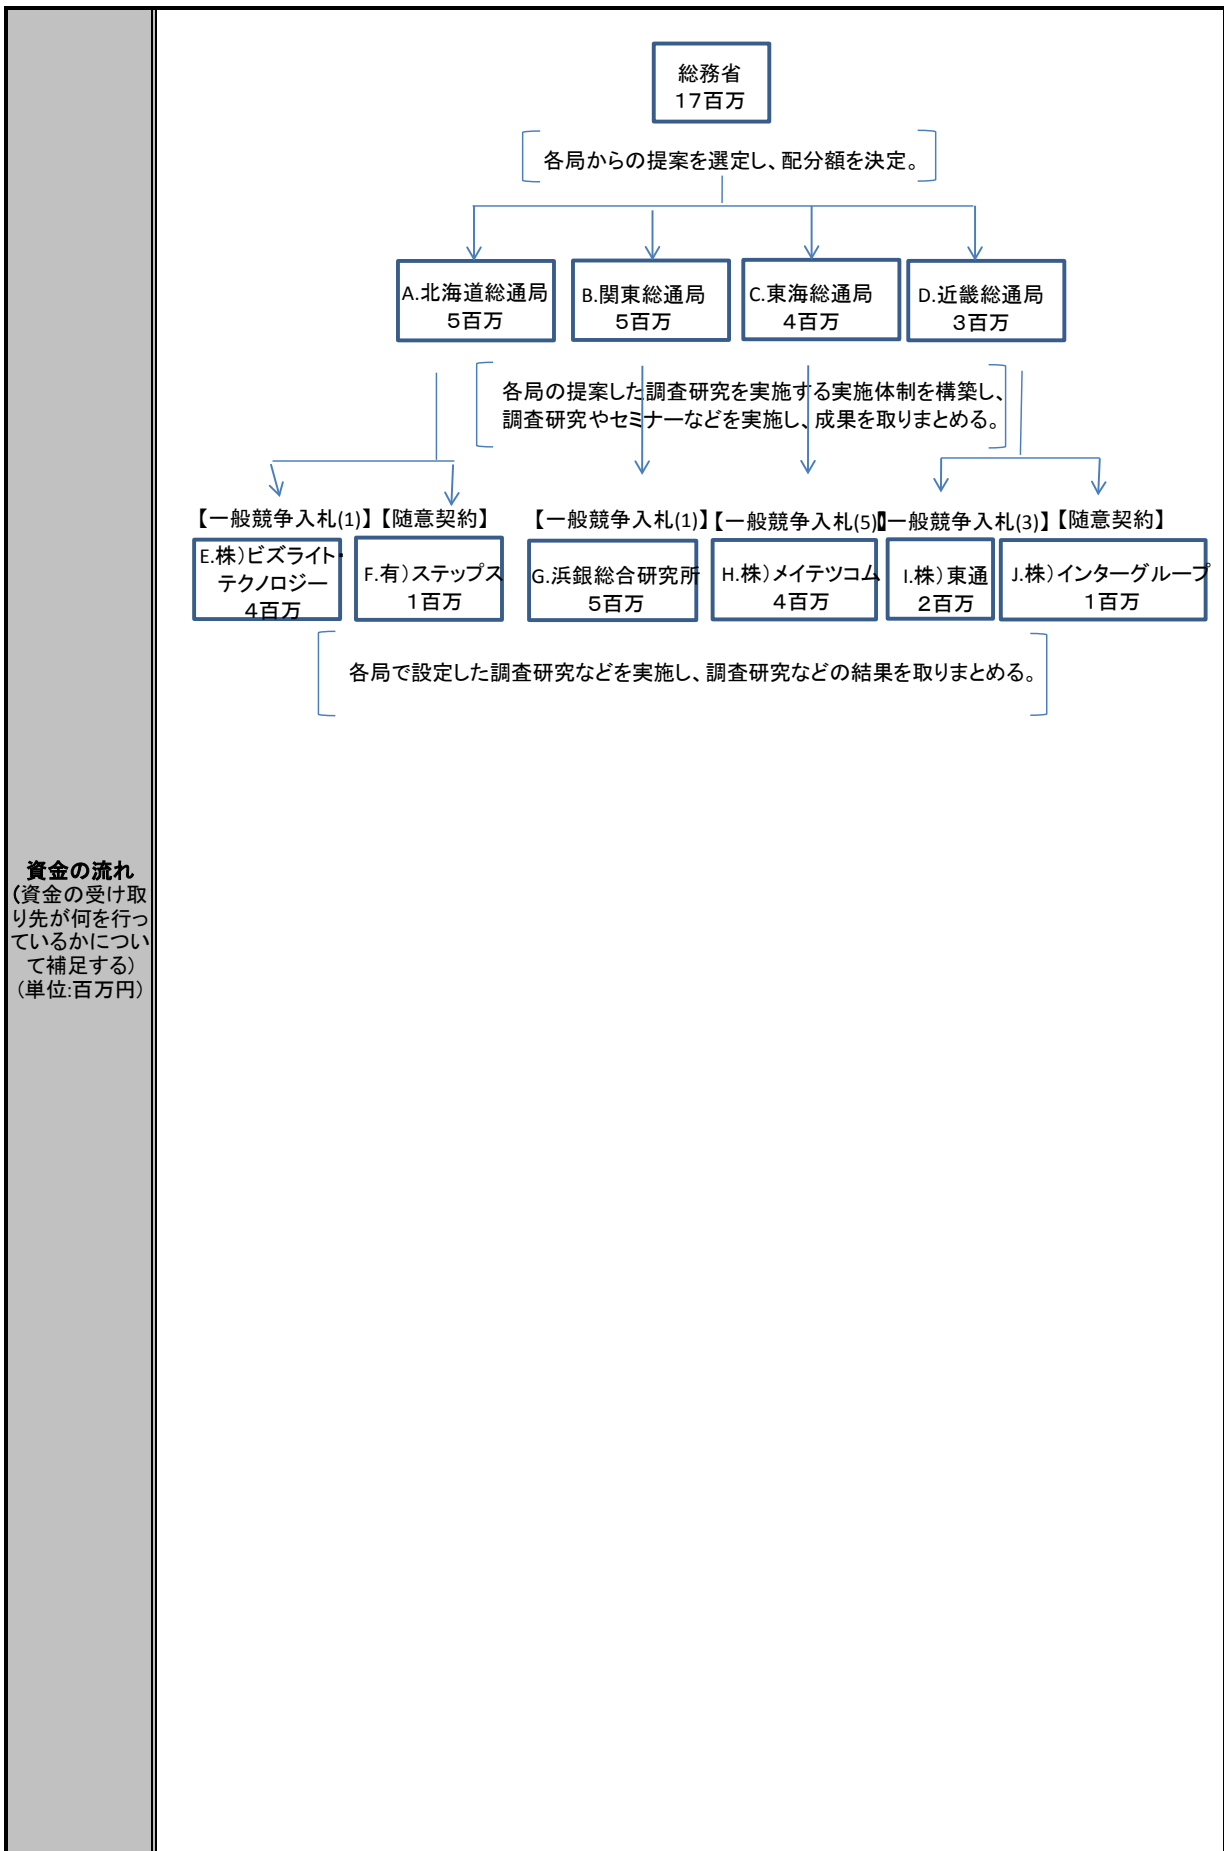 総務省
１７百万
各局からの提案を選定し、配分額を決定。
A.北海道総通局
５百万
B.関東総通局
５百万
C.東海総通局
４百万
D.近畿総通局
３百万
各局の提案した調査研究を実施する実施体制を構築し、
調査研究やセミナーなどを実施し、成果を取りまとめる。
【一般競争入札(1)】
【随意契約】
【一般競争入札(1)】
【一般競争入札(5)】
【一般競争入札(3)】
【随意契約】
E.株）ビズライト・
テクノロジー
４百万
F.有）ステップス
１百万
G.浜銀総合研究所
５百万
H.株）メイテツコム
４百万
I.株）東通
２百万
J.株）インターグループ
１百万
各局で設定した調査研究などを実施し、調査研究などの結果を取りまとめる。
資金の流れ
（資金の受け取
り先が何を行っ
ているかについ
て補足する）
（単位:百万円）